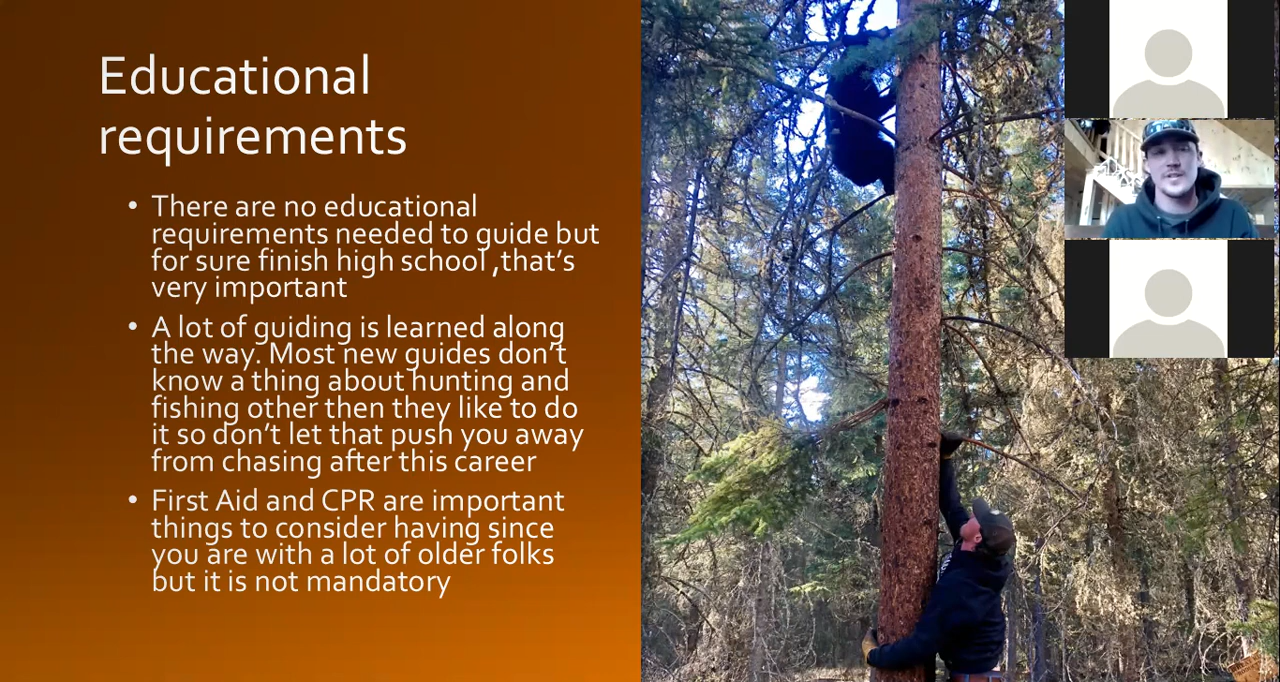 Educational
requirements
• There are no educational
requirements needed to guide but
for sure finish high school ,that's
very important
• A lot of guiding is learned along
the way. Most new guides don't
know a thing about hunting and
fishing other then they like to do
it so don't let that push you away
from chasing after this career
• First Aid and CPR are important
things to consider having since
you are with a lot of older folks
but it is not mandatory